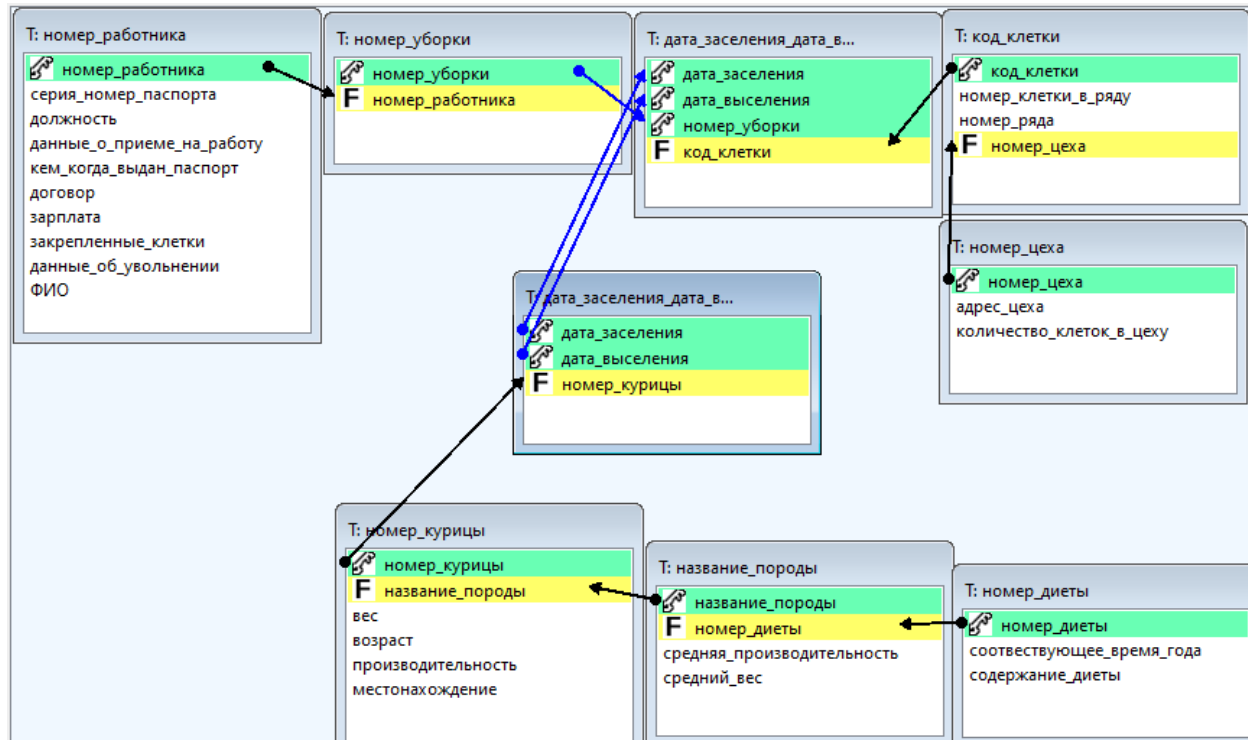 T: номер_работника
номер_работника
серия_номер_паспорта
должность
данные_о_приеме_на_работу
кем_когда_выдан_паспорт
договор
зарплата
закрепленные_клетки
данные_об_увольнении
ФИО
T: номер_уборки
номер_уборки
F номер_работника
T: дата_заселения_дата_в...
дата_заселения
дата_выселения
номер_уборки
F код_клетки
T: код_клетки
код_клетки
номер_клетки_в_ряду
номер_ряда
F номер_цеха
T: номер_цеха
номер_цеха
адрес_цеха
количество_клеток_в_цеху
T: дата_заселения_дата_в...
дата_заселения
дата_выселения
F номер_курицы
T: номер_курицы
номер_курицы
F название_породы
вес
возраст
производительность
местонахождение
T: название_породы
название_породы
F номер_диеты
средняя_производительность
средний_вес
T: номер_диеты
номер_диеты
соотвествующее_время_года
содержание_диеты